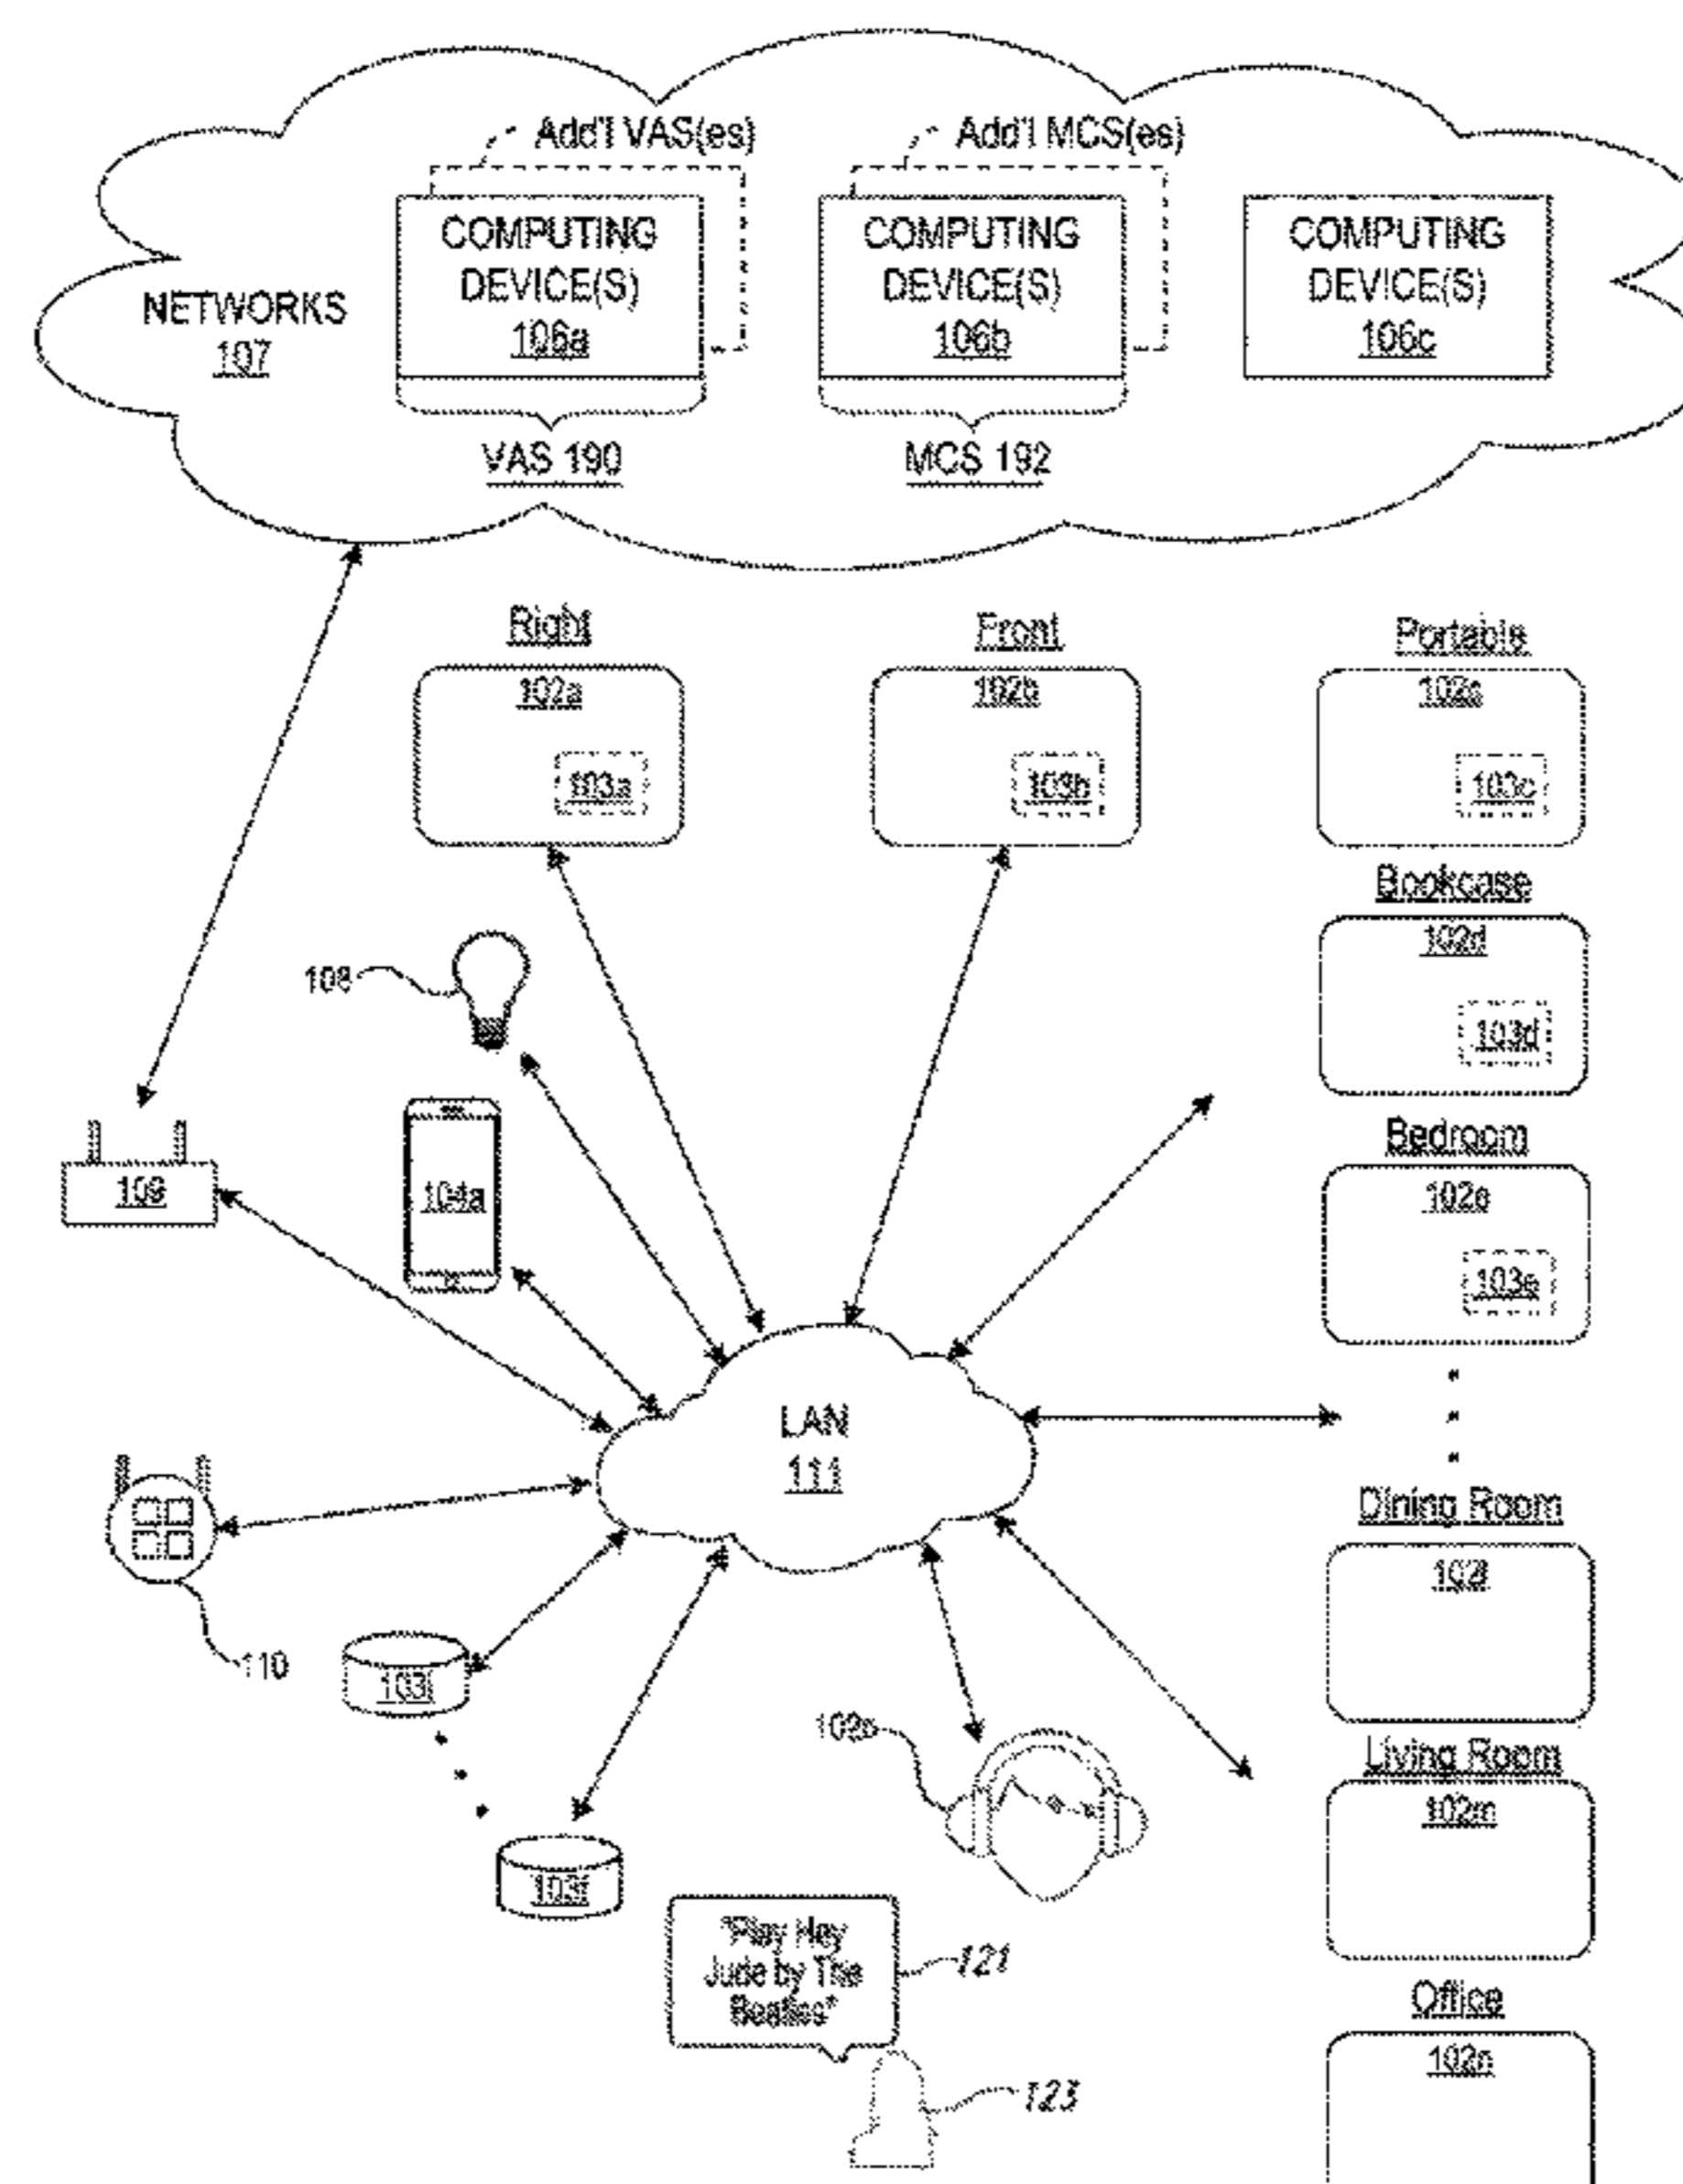 Add'l VAS(es)
Add'l MCS(es)
COMPUTING
DEVICE(S)
106a
COMPUTING
DEVICE(S)
106b
COMPUTING
DEVICE(S)
106c
NETWORKS
107
VAS 190
MCS 192
Right
102a
103a
Front
102b
103b
Portable
102c
103c
Bookcase
102d
103d
108
104a
109
Bedroom
102e
103e
LAN
111
110
Dining Room
102l
103f
102o
Living Room
102m
"Play Hey
Jude by The
Beatles"
121
123
Office
102n